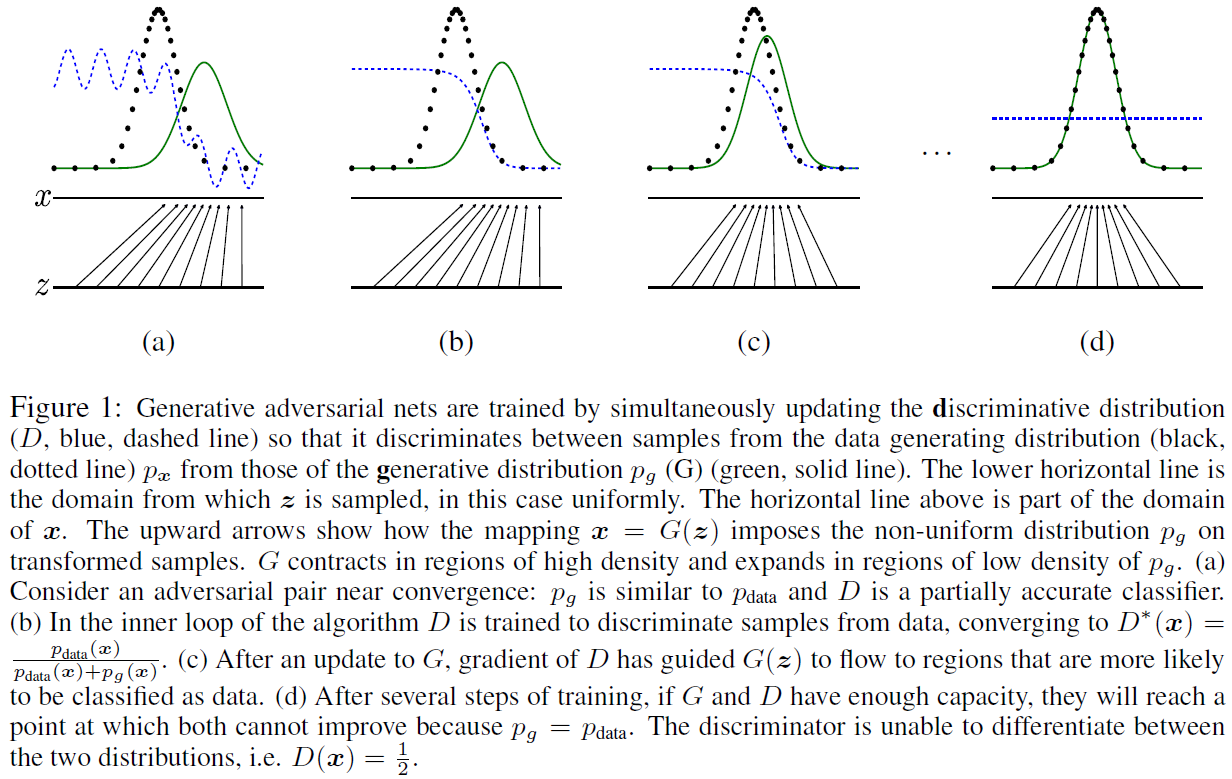 x
z
...
(a) (b) (c) (d)
Figure 1: Generative adversarial nets are trained by simultaneously updating the discriminative distribution
(D, blue, dashed line) so that it discriminates between samples from the data generating distribution (black,
dotted line) pₓ from those of the generative distribution p_g (G) (green, solid line). The lower horizontal line is
the domain from which z is sampled, in this case uniformly. The horizontal line above is part of the domain
of x. The upward arrows show how the mapping x = G(z) imposes the non-uniform distribution p_g on
transformed samples. G contracts in regions of high density and expands in regions of low density of p_g. (a)
Consider an adversarial pair near convergence: p_g is similar to p_data and D is a partially accurate classifier.
(b) In the inner loop of the algorithm D is trained to discriminate samples from data, converging to D*(x) =
p_data(x) / (p_data(x)+p_g(x)). (c) After an update to G, gradient of D has guided G(z) to flow to regions that are more likely
to be classified as data. (d) After several steps of training, if G and D have enough capacity, they will reach a
point at which both cannot improve because p_g = p_data. The discriminator is unable to differentiate between
the two distributions, i.e. D(x) = 1/2.